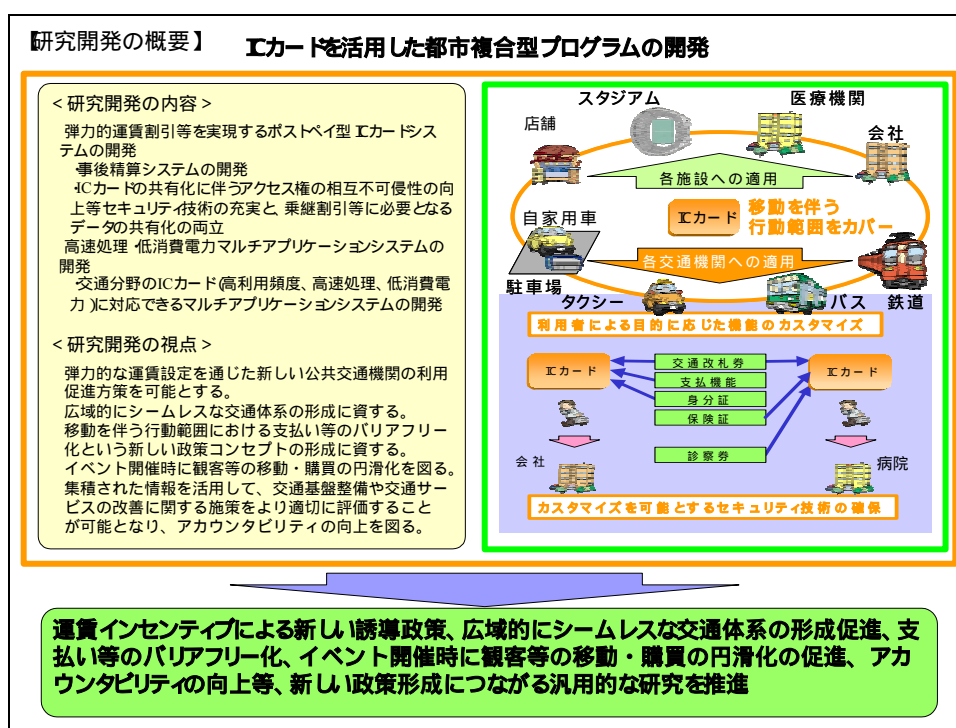 【研究開発の概要】
ICカードを活用した都市複合型プログラムの開発
<研究開発の内容>
弾力的運賃割引等を実現するポストペイ型ICカードシス
テムの開発
・事後精算システムの開発
・ICカードの共有化に伴うアクセス権の相互不可侵性の向
上等セキュリティ技術の充実と、乗継割引等に必要となる
データの共有化の両立
高速処理・低消費電力マルチアプリケーションシステムの
開発
・交通分野のICカード(高利用頻度、高速処理、低消費電
力)に対応できるマルチアプリケーションシステムの開発
<研究開発の視点>
弾力的な運賃設定を通じた新しい公共交通機関の利用
促進方策を可能とする。
広域的にシームレスな交通体系の形成に資する。
移動を伴う行動範囲における支払い等のバリアフリー
化という新しい政策コンセプトの形成に資する。
イベント開催時に観客等の移動・購買の円滑化を図る。
集積された情報を活用して、交通基盤整備や交通サー
ビスの改善に関する施策をより適切に評価すること
が可能となり、アカウンタビリティの向上を図る。
スタジアム
医療機関
店舗
会社
各施設への適用
ICカード
移動を伴う
行動範囲をカバー
自家用車
各交通機関への適用
駐車場
タクシー
バス
鉄道
利用者による目的に応じた機能のカスタマイズ
ICカード
交通改札券
支払機能
身分証
保険証
診察券
ICカード
会社
病院
カスタマイズを可能とするセキュリティ技術の確保
運賃インセンティブによる新しい誘導政策、広域的にシームレスな交通体系の形成促進、支
払い等のバリアフリー化、イベント開催時に観客等の移動・購買の円滑化の促進、アカ
ウンタビリティの向上等、新しい政策形成につながる汎用的な研究を推進